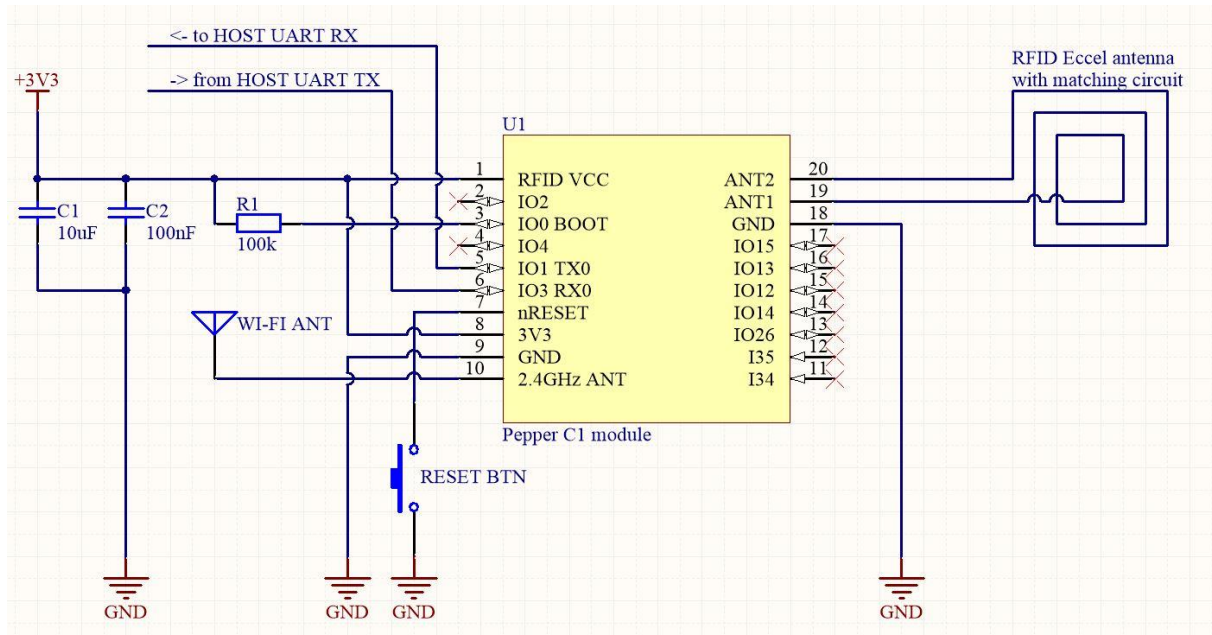 <- to HOST UART RX
-> from HOST UART TX
+3V3
RFID Eccel antenna
with matching circuit
U1
1 RFID VCC
2 IO2
3 IO0 BOOT
4 IO4
5 IO1 TX0
6 IO3 RX0
7 nRESET
8 3V3
9 GND
10 2.4GHz ANT
ANT2 20
ANT1 19
GND 18
IO15 17
IO13 16
IO12 15
IO14 14
IO26 13
I35 12
I34 11
Pepper C1 module
C1
10uF
C2
100nF
R1
100k
WI-FI ANT
RESET BTN
GND
GND
GND
GND